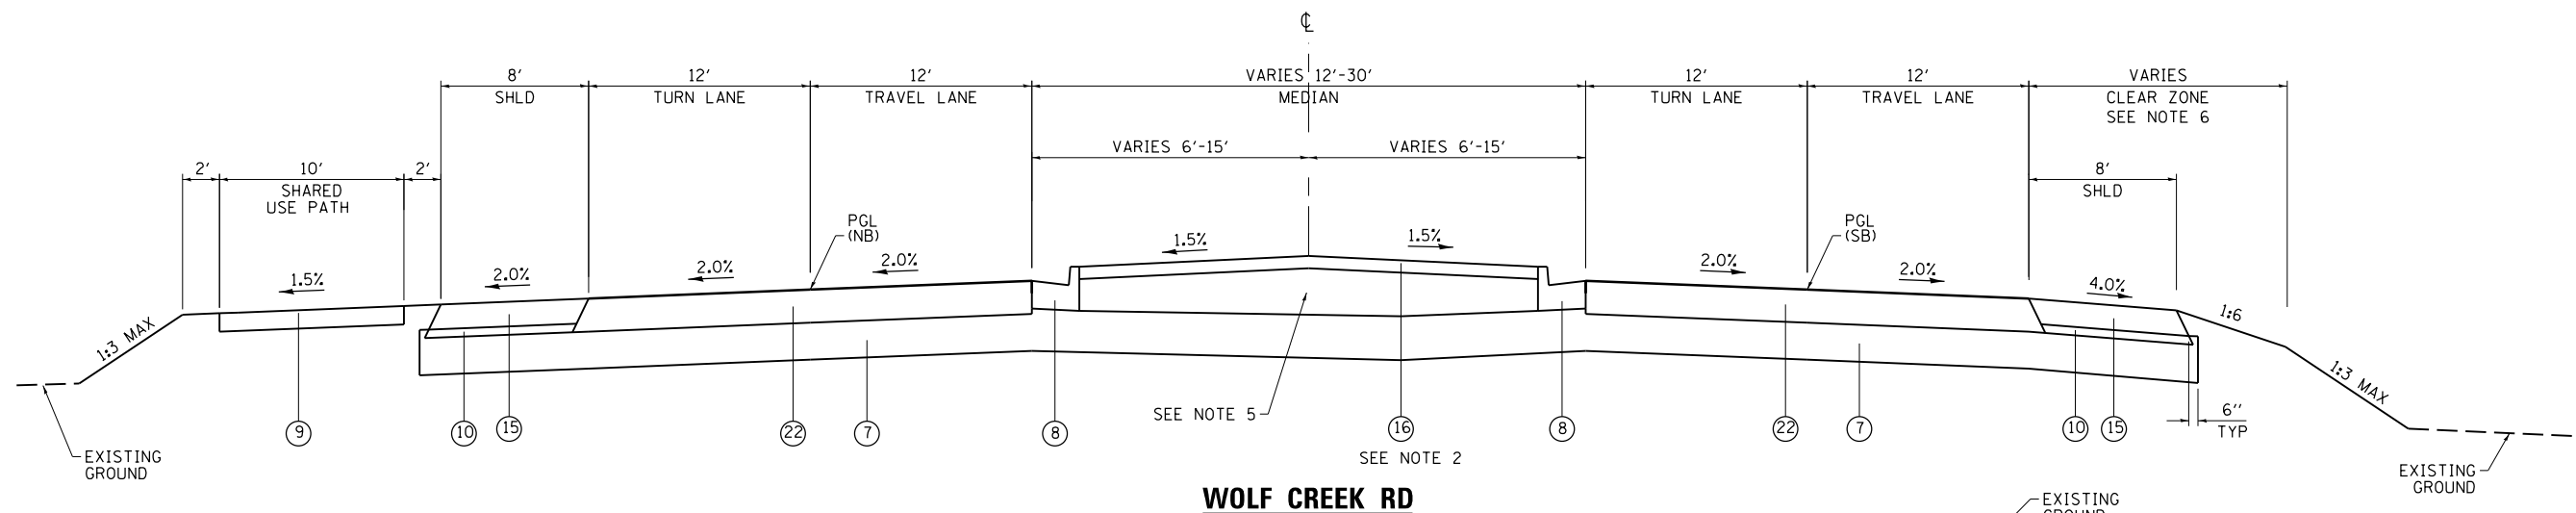 ℄
8' 12' 12' VARIES 12'-30' 12' 12' VARIES
SHLD TURN LANE TRAVEL LANE MEDIAN TURN LANE TRAVEL LANE CLEAR ZONE
SEE NOTE 6
VARIES 6'-15' VARIES 6'-15'
2' 10' 2' 8'
SHARED SHLD
USE PATH
PGL PGL
(NB) (SB)
1.5% 2.0% 2.0% 2.0% 1.5% 1.5% 2.0% 2.0% 4.0%
1:3 MAX 1:6 1:3 MAX
SEE NOTE 5 6''
TYP
9 10 15 22 7 8 16 8 22 7 10 15
SEE NOTE 2
EXISTING EXISTING
GROUND GROUND
WOLF CREEK RD
EXISTING
GROUND